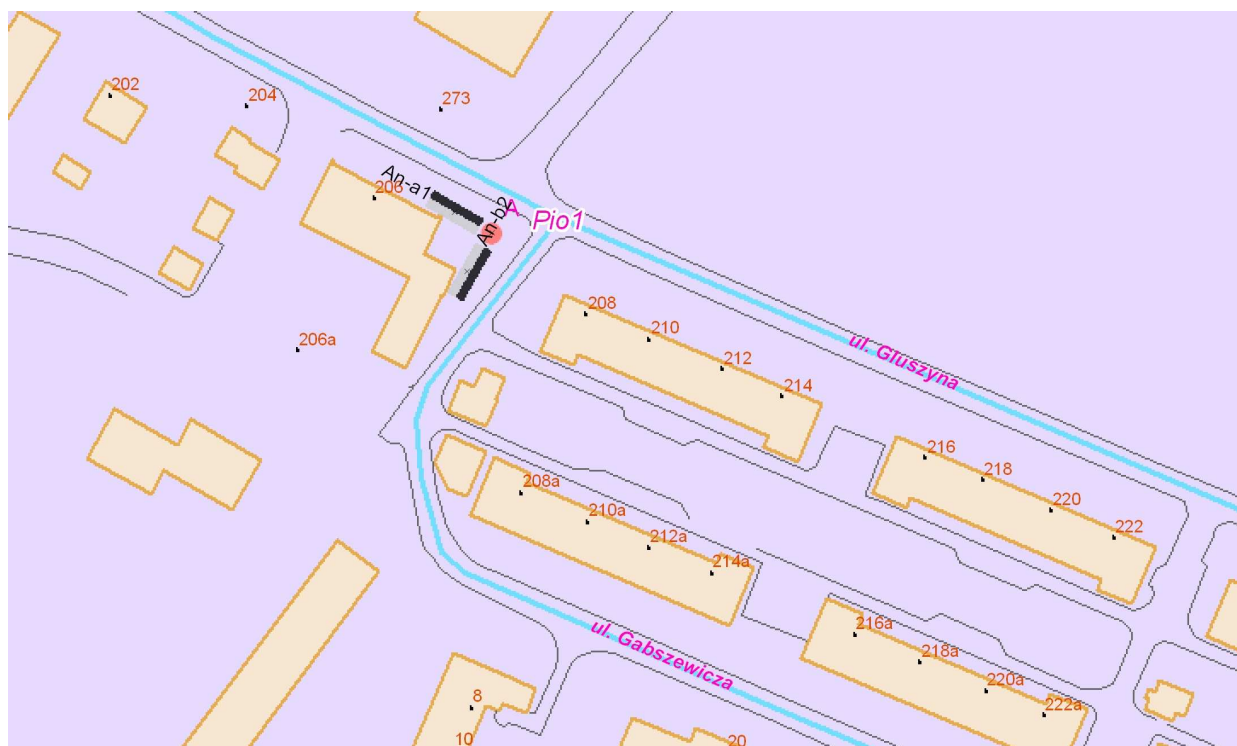 202
204
273
An-a1
206
An-b2
A
Pio1
208
210
206a
212
214
ul. Głuszyna
216
218
208a
220
210a
222
212a
214a
ul. Gabszewicza
216a
218a
220a
8
222a
10
20